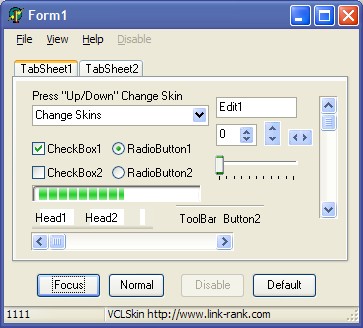 Form1
File View Help Disable
TabSheet1 TabSheet2
Press "Up/Down" Change Skin
Edit1
Change Skins
0
CheckBox1 RadioButton1
CheckBox2 RadioButton2
Head1 Head2 ToolBar Button2
Focus Normal Disable Default
1111 VCLSkin http://www.link-rank.com